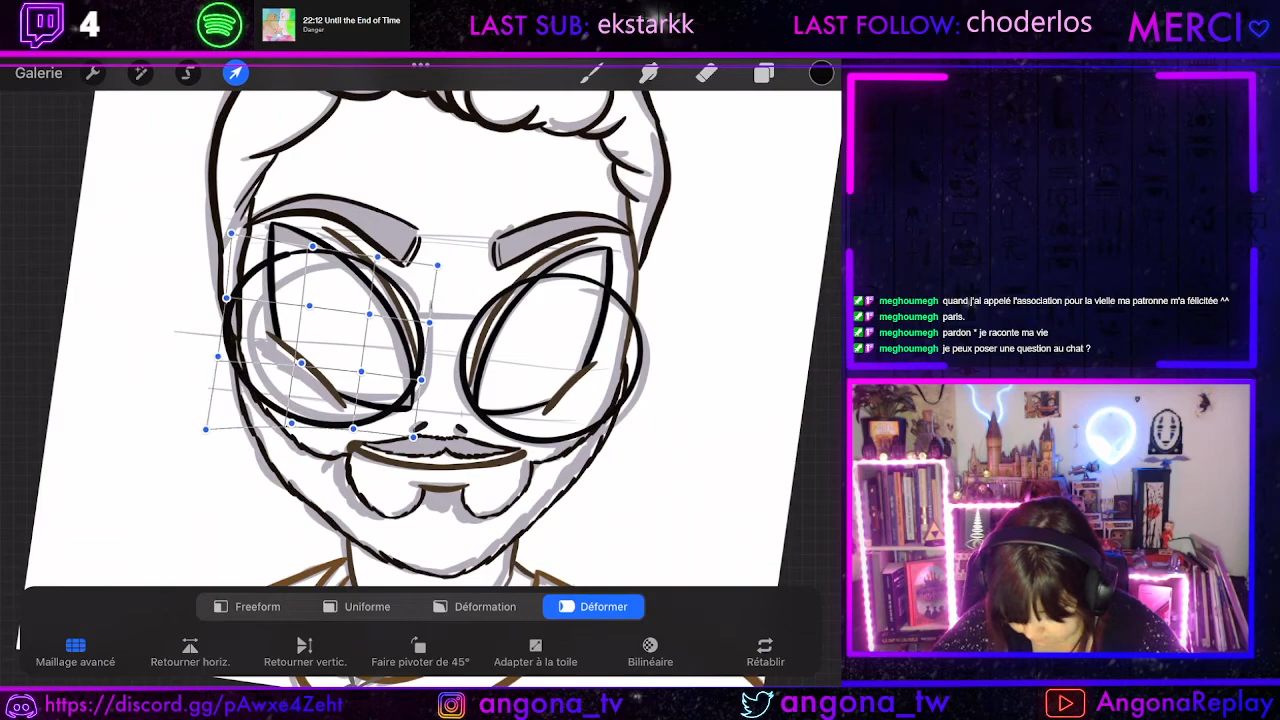 4
22:12 Until the End of Time
Danger
LAST SUB: ekstarkk
LAST FOLLOW: choderlos
MERCI
Galerie
meghoumegh quand j'ai appelé l'association pour la vielle ma patronne m'a félicitée ^^
meghoumegh paris.
meghoumegh pardon * je raconte ma vie
meghoumegh je peux poser une question au chat ?
Freeform
Uniforme
Déformation
Déformer
Maillage avancé
Retourner horiz.
Retourner vertic.
Faire pivoter de 45°
Adapter à la toile
Bilinéaire
Rétablir
https://discord.gg/pAwxe4Zeht
angona_tv
angona_tw
AngonaReplay